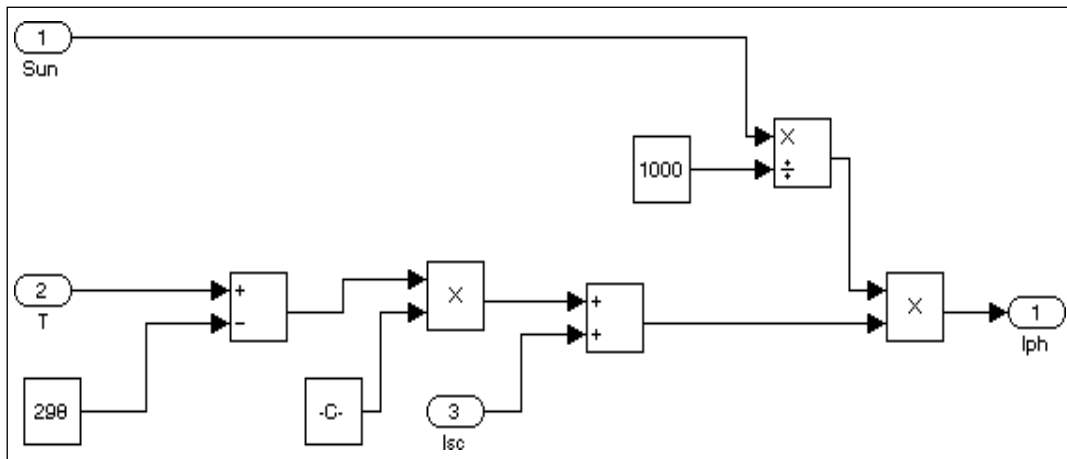 1
Sun
×
÷
1000
2
T
+
−
×
+
+
×
1
Iph
298
-C-
3
Isc